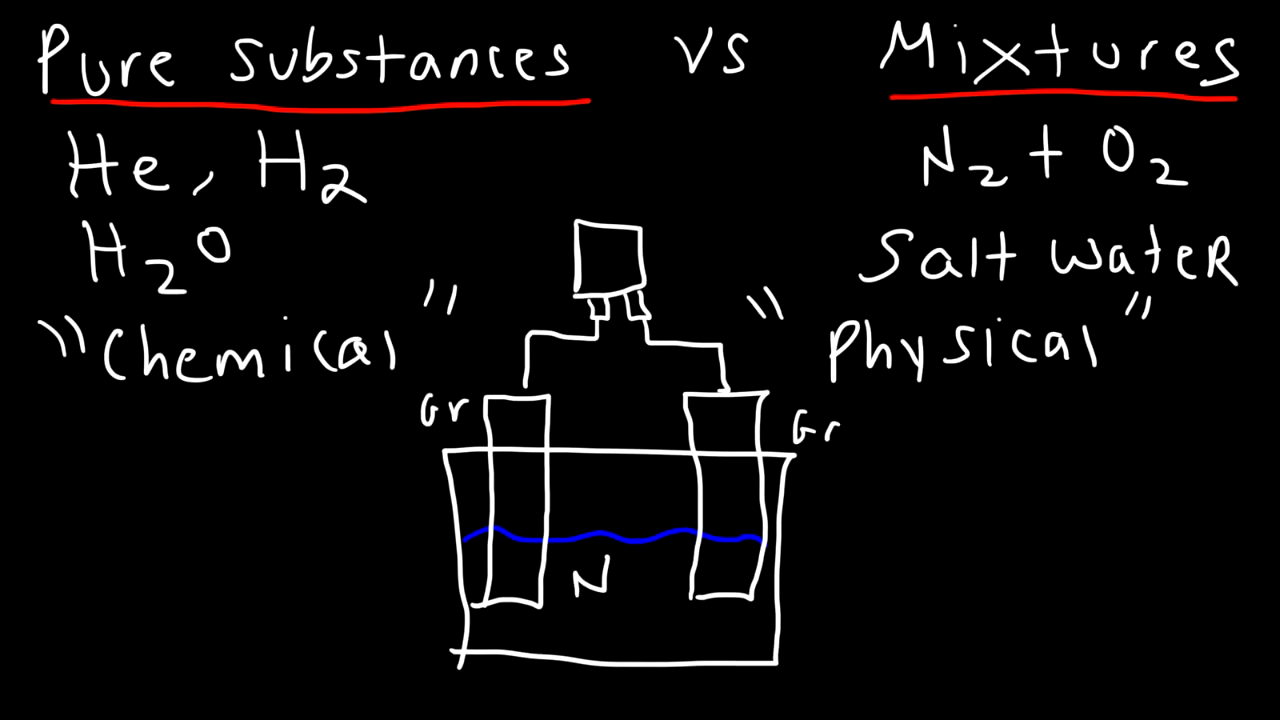 Pure Substances vs Mixtures
He, H₂
N₂ + O₂
H₂O
Salt Water
"Chemical"
"Physical"
Gr
Gr
N